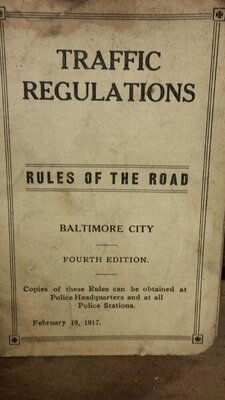 TRAFFIC
REGULATIONS
RULES OF THE ROAD
BALTIMORE CITY
FOURTH EDITION.
Copies of these Rules can be obtained at
Police Headquarters and at all
Police Stations.
February 19, 1917.